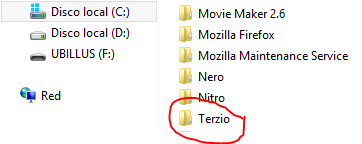 Disco local (C:)
Disco local (D:)
UBILLUS (F:)
Red
Movie Maker 2.6
Mozilla Firefox
Mozilla Maintenance Service
Nero
Nitro
Terzio